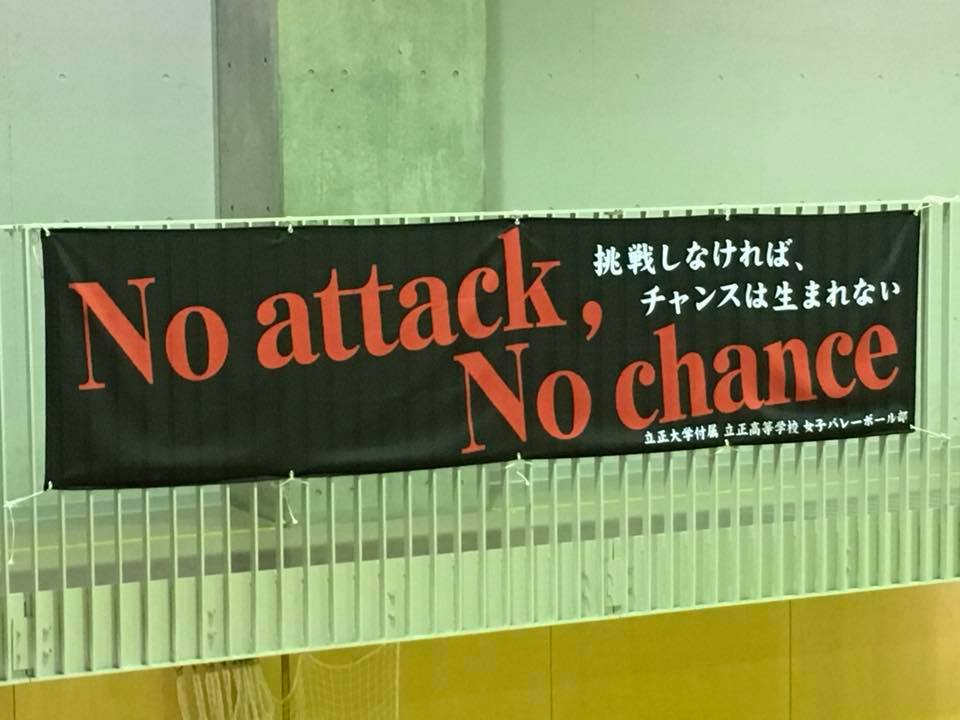 No attack,
挑戦しなければ、
チャンスは生まれない
No chance
立正大学付属 立正高等学校 女子バレーボール部